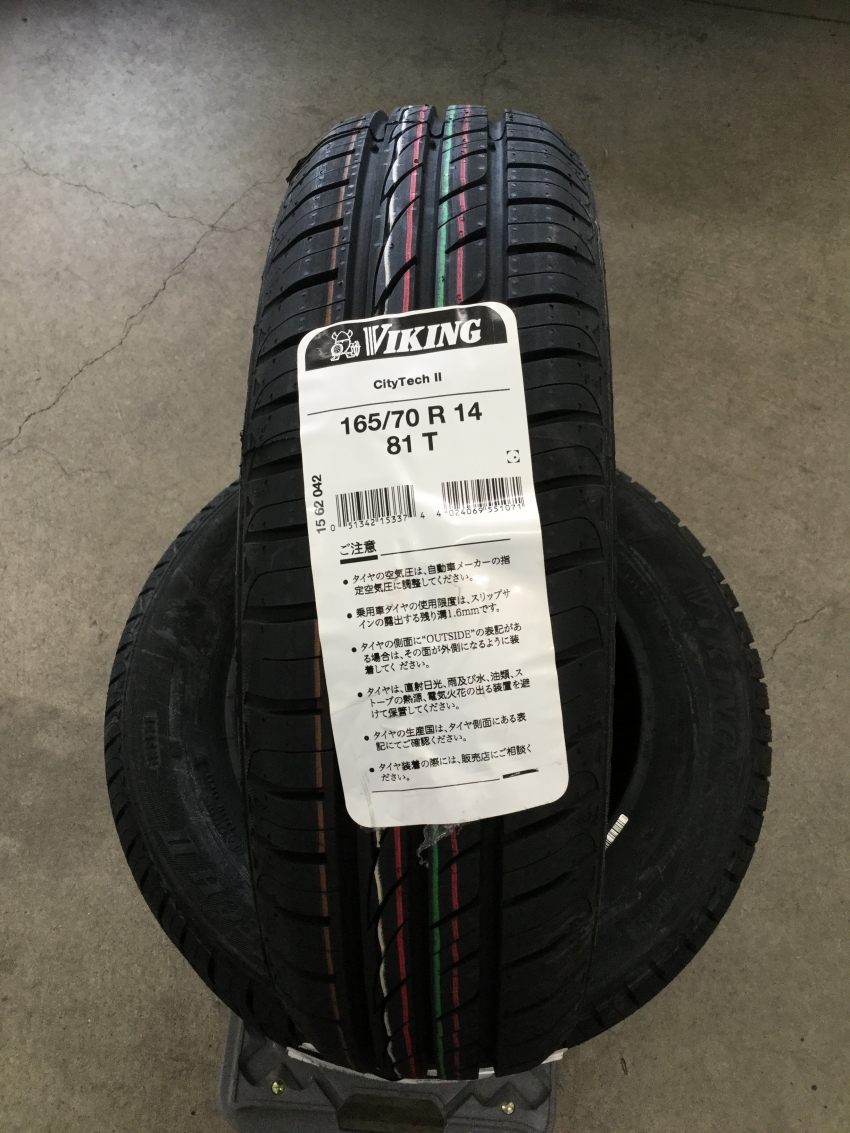 VIKING
CityTech II
165/70 R 14
81 T
15 62 042
0 51342 15337 4
4 024069 551071
ご注意
• タイヤの空気圧は、自動車メーカーの指
定空気圧に調整してください。
• 乗用車タイヤの使用限度は、スリップサ
インの露出する残り溝1.6mmです。
• タイヤの側面に"OUTSIDE"の表記があ
る場合は、その面が外側になるように装
着してください。
• タイヤは、直射日光、雨及び水、油類、ス
トーブの熱源、電気火花の出る装置を避
けて保管してください。
• タイヤの生産国は、タイヤ側面にある表
記にてご確認ください。
• タイヤ装着の際には、販売店にご相談く
ださい。